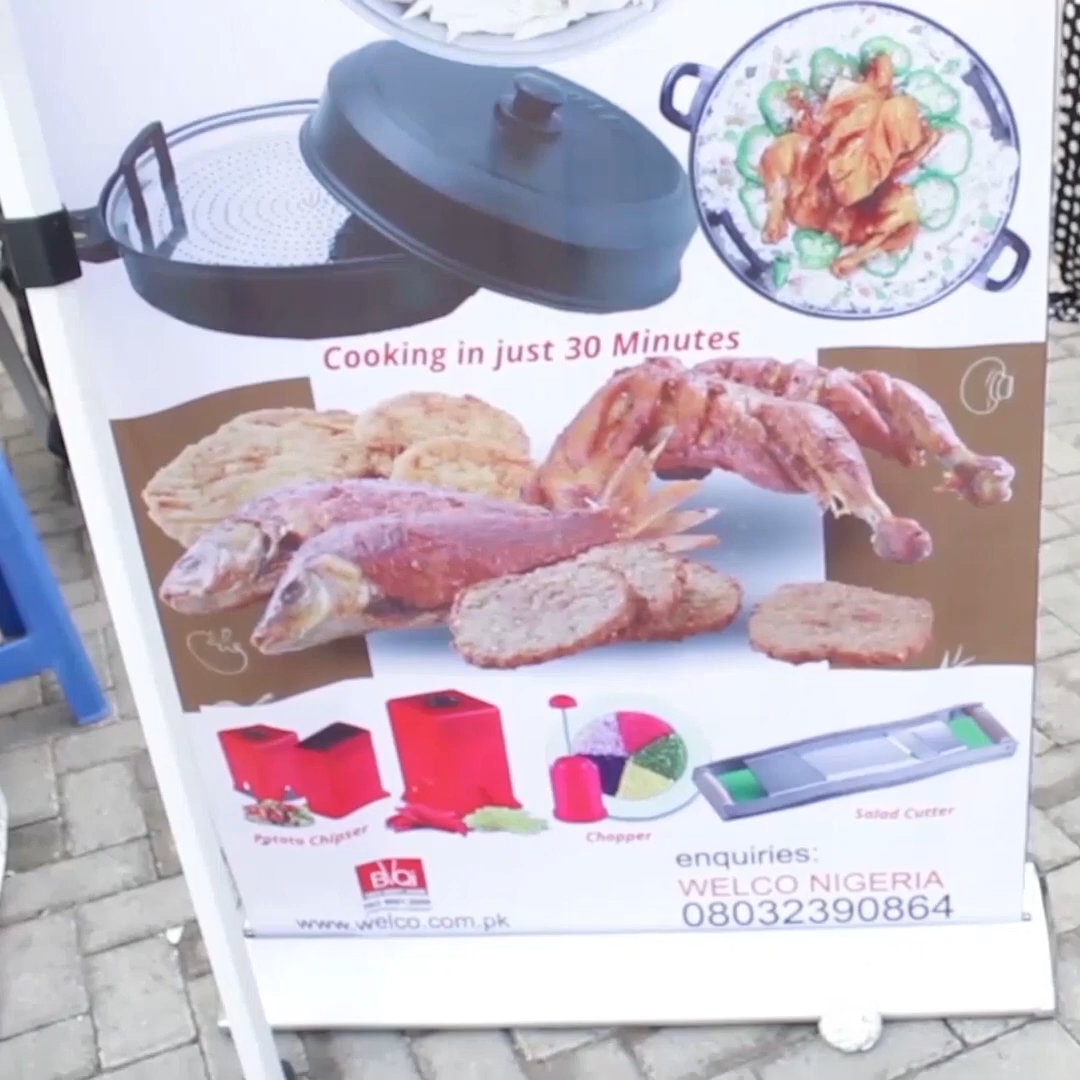 Cooking in just 30 Minutes
Potato Chipser
Chopper
Salad Cutter
enquiries:
WELCO NIGERIA
08032390864
www.welco.com.pk